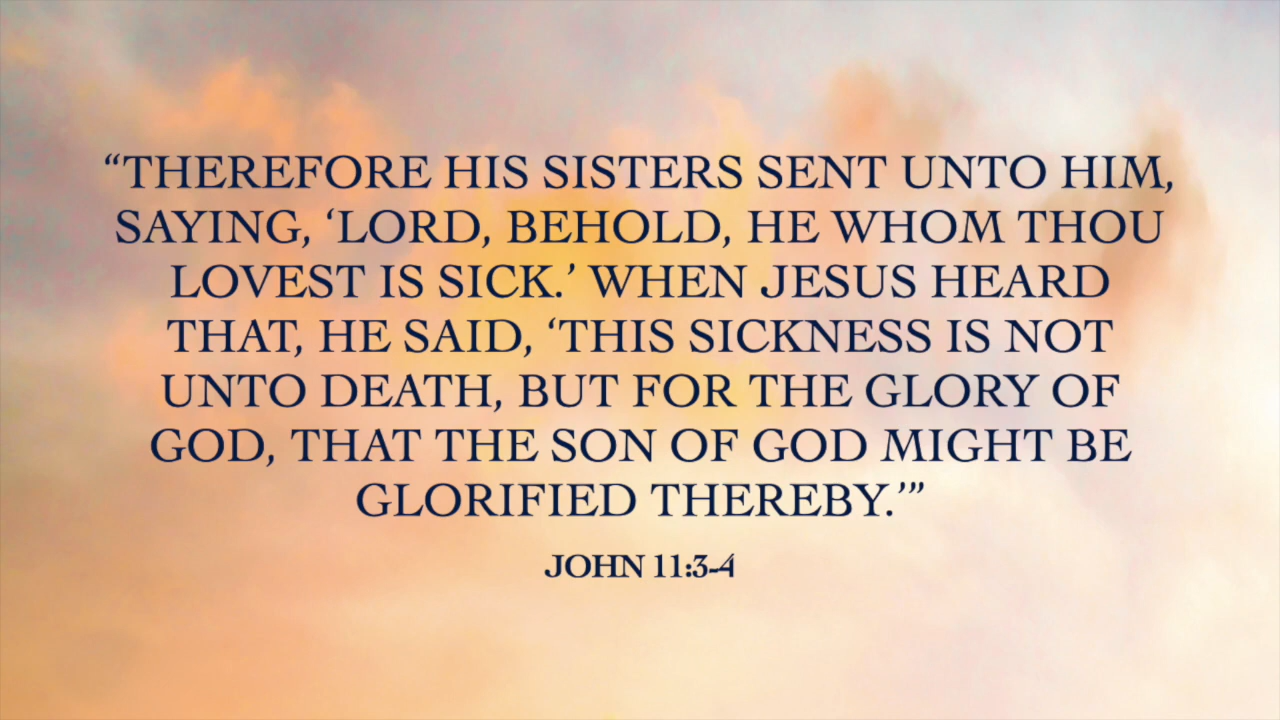 “THEREFORE HIS SISTERS SENT UNTO HIM,
SAYING, ‘LORD, BEHOLD, HE WHOM THOU
LOVEST IS SICK.’ WHEN JESUS HEARD
THAT, HE SAID, ‘THIS SICKNESS IS NOT
UNTO DEATH, BUT FOR THE GLORY OF
GOD, THAT THE SON OF GOD MIGHT BE
GLORIFIED THEREBY.’”
JOHN 11:3-4